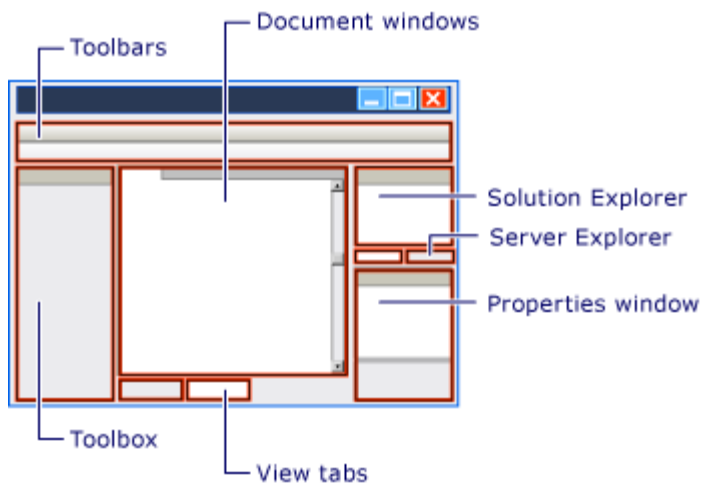 Document windows
Toolbars
Solution Explorer
Server Explorer
Properties window
Toolbox
View tabs